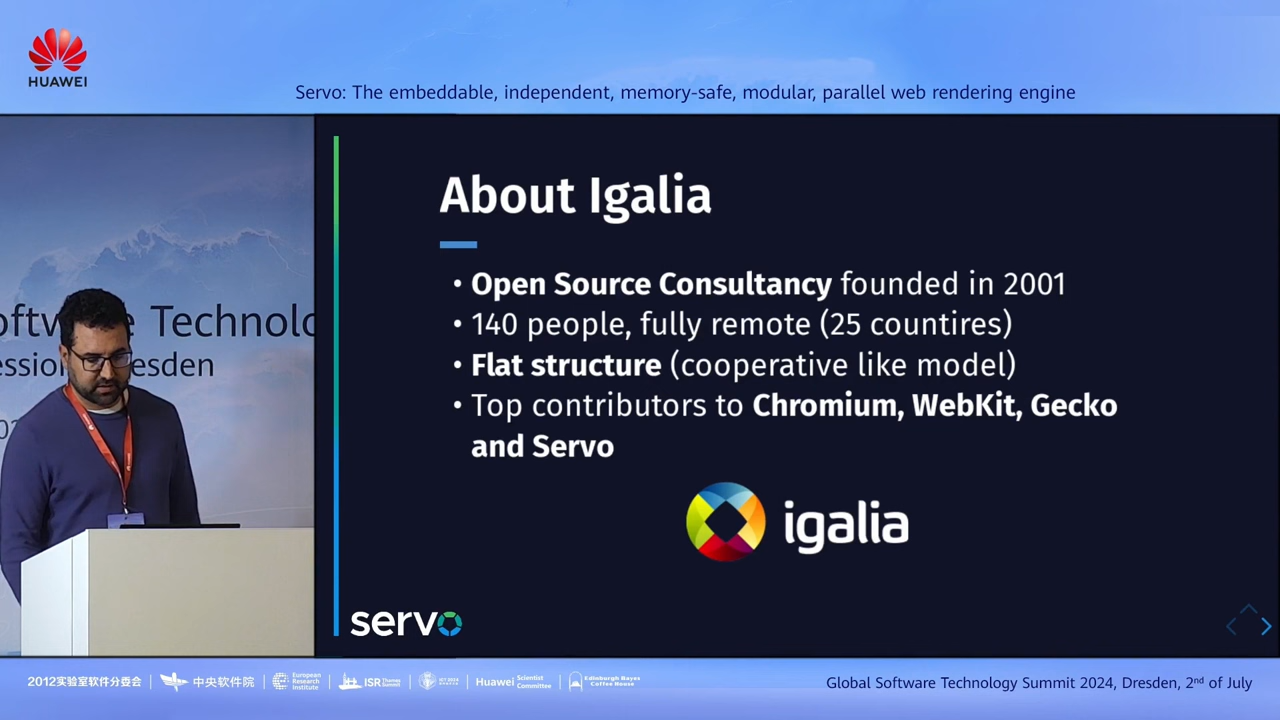 HUAWEI
Servo: The embeddable, independent, memory-safe, modular, parallel web rendering engine
oftware Technolo
ession Dresden
About Igalia
• Open Source Consultancy founded in 2001
• 140 people, fully remote (25 countires)
• Flat structure (cooperative like model)
• Top contributors to Chromium, WebKit, Gecko
and Servo
igalia
servo
2012实验室软件分委会
中央软件院
European
Research
Institute
ISR
Huawei Scientist
Committee
Edinburgh Bayes
Coffee House
Global Software Technology Summit 2024, Dresden, 2nd of July